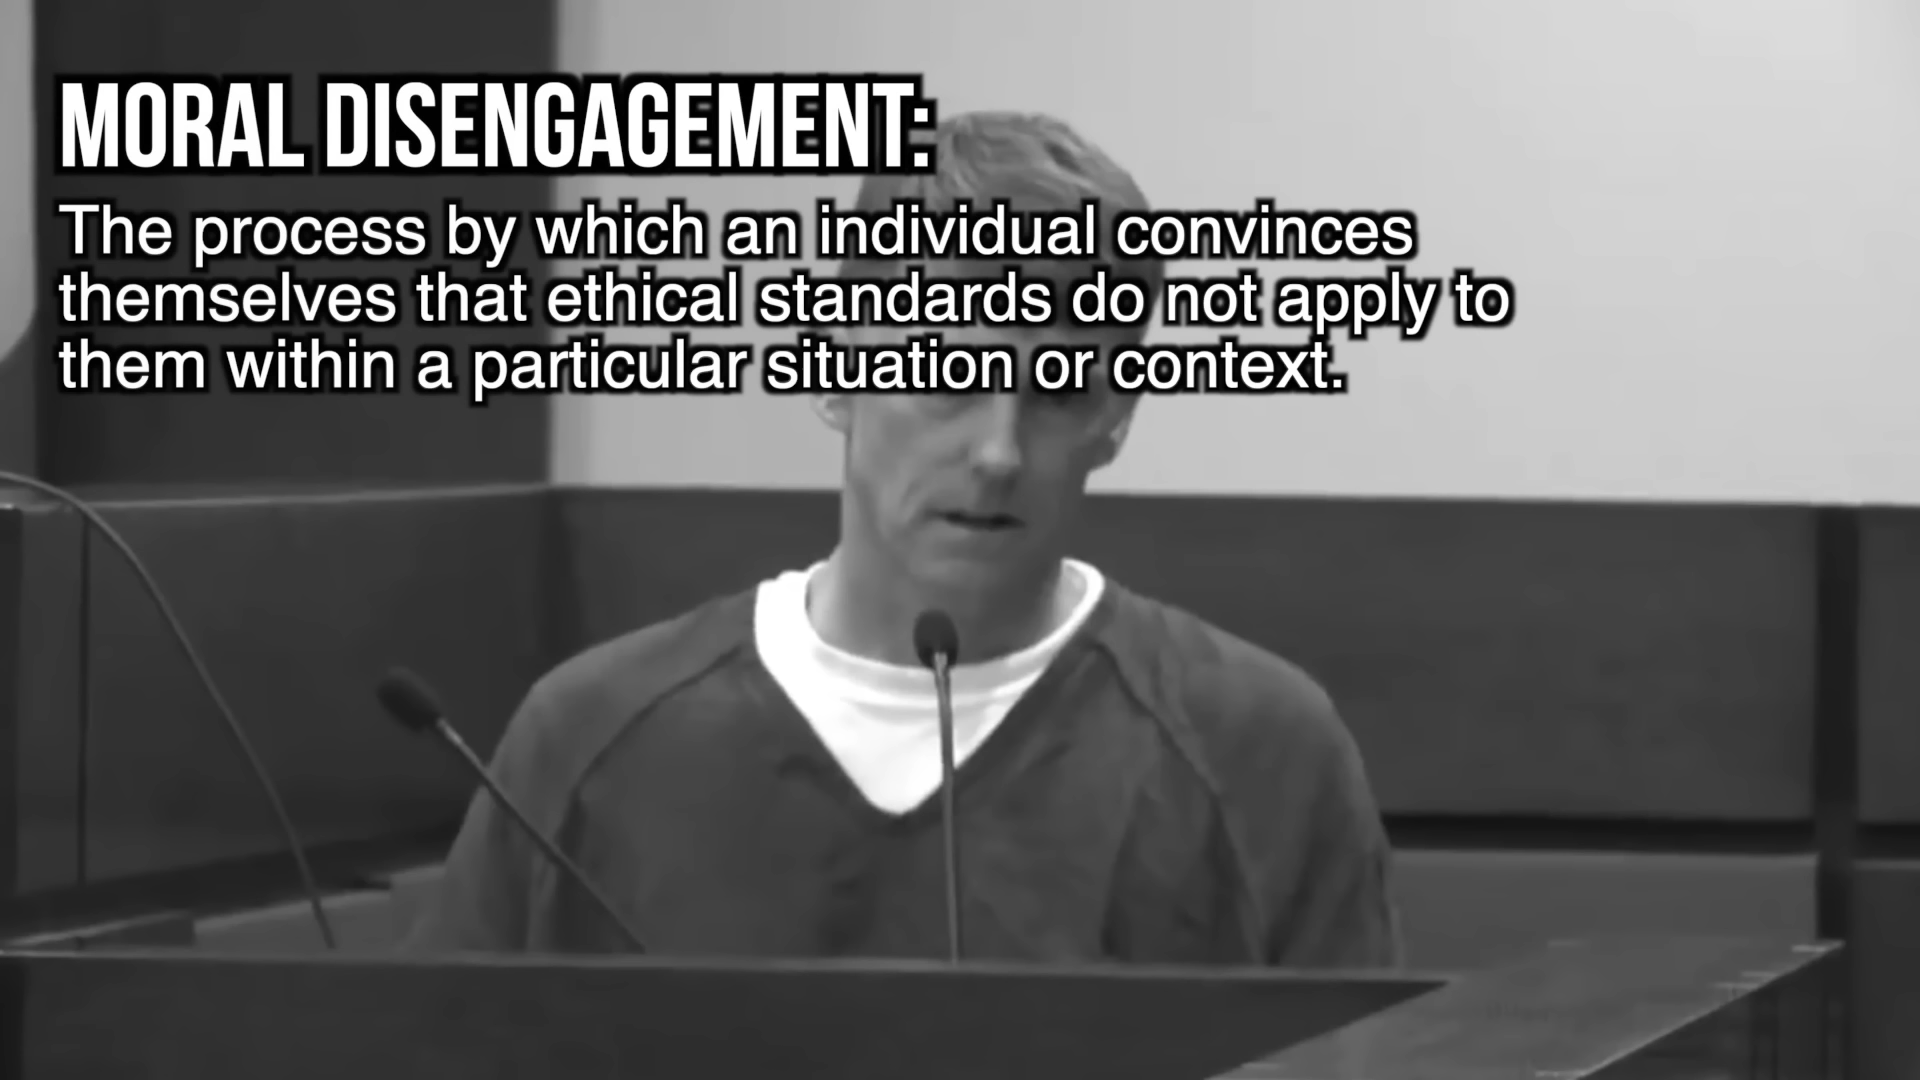 MORAL DISENGAGEMENT:
The process by which an individual convinces
themselves that ethical standards do not apply to
them within a particular situation or context.